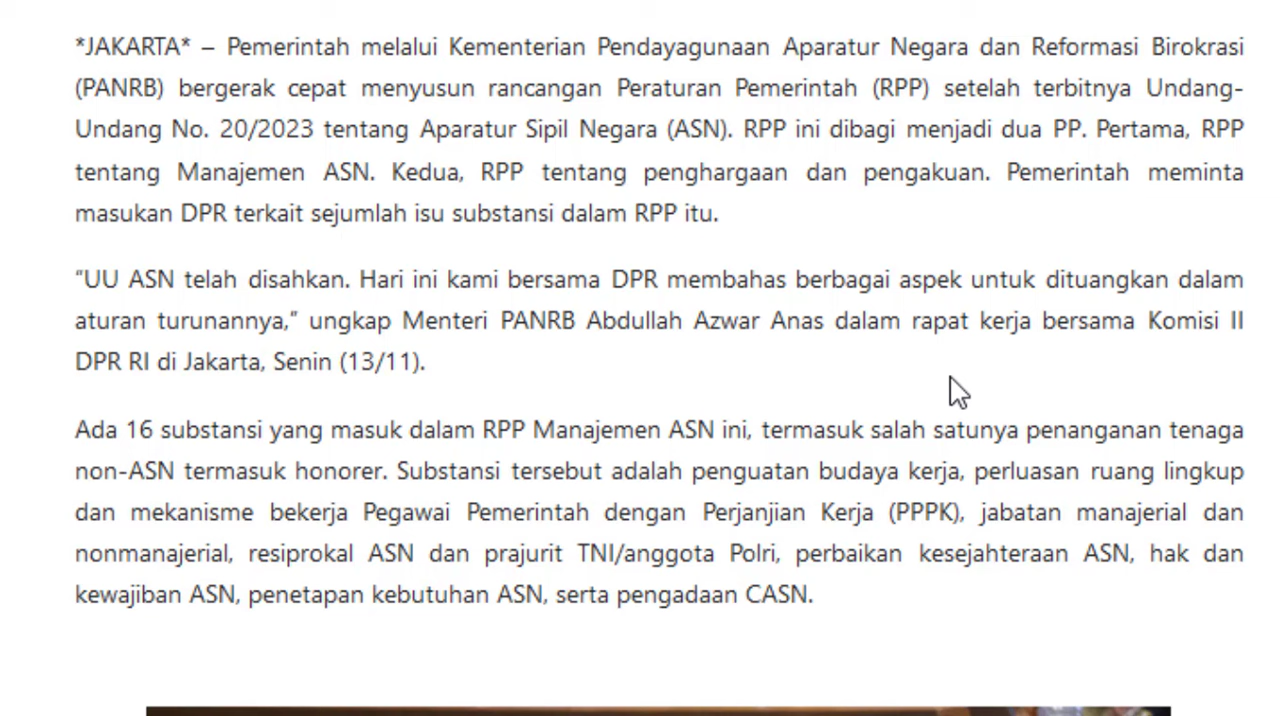 *JAKARTA* – Pemerintah melalui Kementerian Pendayagunaan Aparatur Negara dan Reformasi Birokrasi
(PANRB) bergerak cepat menyusun rancangan Peraturan Pemerintah (RPP) setelah terbitnya Undang-
Undang No. 20/2023 tentang Aparatur Sipil Negara (ASN). RPP ini dibagi menjadi dua PP. Pertama, RPP
tentang Manajemen ASN. Kedua, RPP tentang penghargaan dan pengakuan. Pemerintah meminta
masukan DPR terkait sejumlah isu substansi dalam RPP itu.
“UU ASN telah disahkan. Hari ini kami bersama DPR membahas berbagai aspek untuk dituangkan dalam
aturan turunannya,” ungkap Menteri PANRB Abdullah Azwar Anas dalam rapat kerja bersama Komisi II
DPR RI di Jakarta, Senin (13/11).
Ada 16 substansi yang masuk dalam RPP Manajemen ASN ini, termasuk salah satunya penanganan tenaga
non-ASN termasuk honorer. Substansi tersebut adalah penguatan budaya kerja, perluasan ruang lingkup
dan mekanisme bekerja Pegawai Pemerintah dengan Perjanjian Kerja (PPPK), jabatan manajerial dan
nonmanajerial, resiprokal ASN dan prajurit TNI/anggota Polri, perbaikan kesejahteraan ASN, hak dan
kewajiban ASN, penetapan kebutuhan ASN, serta pengadaan CASN.